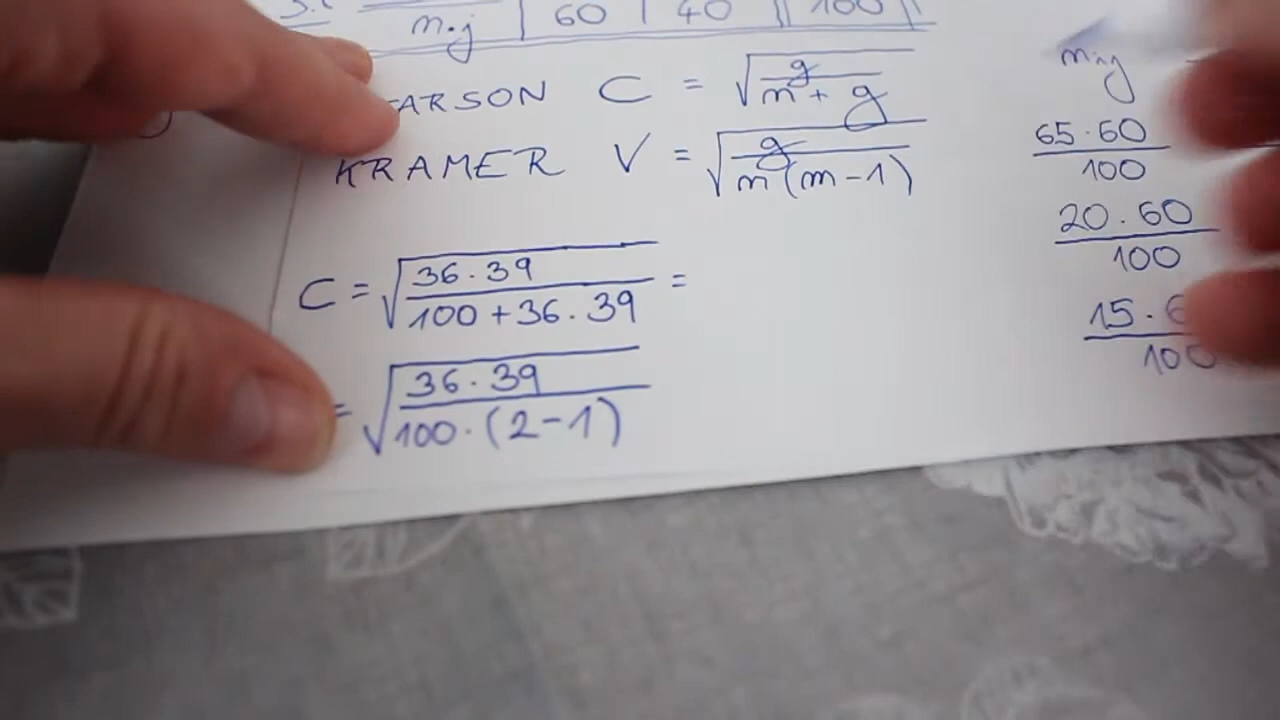 n.j | 60 | 40 || 100
ARSON C = √(g/(n + g))
KRAMER V = √(g/(n(m-1)))
C = √(36.39/(100 + 36.39)) =
= √(36.39/(100.(2-1)))
65.60/100
20.60/100
15.6/100